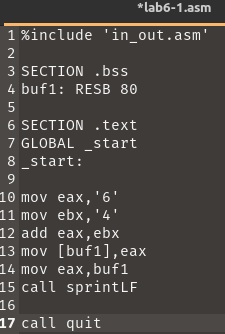 *lab6-1.asm
1 %include 'in_out.asm'
2
3 SECTION .bss
4 buf1: RESB 80
5
6 SECTION .text
7 GLOBAL _start
8 _start:
9
10 mov eax,'6'
11 mov ebx,'4'
12 add eax,ebx
13 mov [buf1],eax
14 mov eax,buf1
15 call sprintLF
16
17 call quit